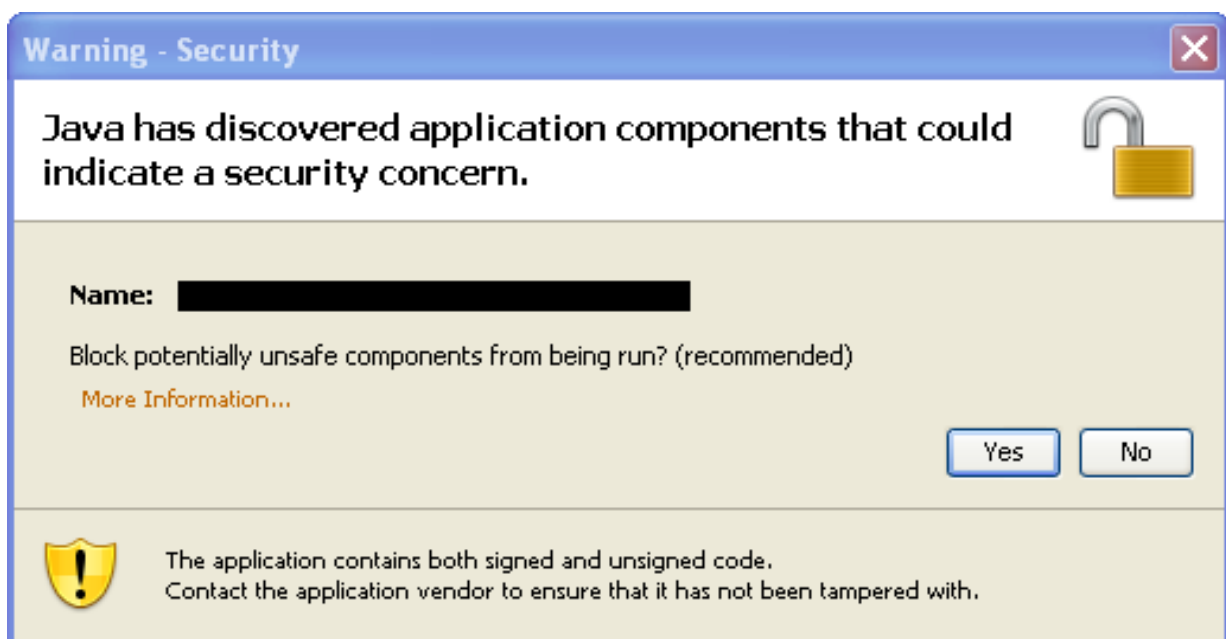 Warning - Security
Java has discovered application components that could
indicate a security concern.
Name:
Block potentially unsafe components from being run? (recommended)
More Information...
Yes
No
The application contains both signed and unsigned code.
Contact the application vendor to ensure that it has not been tampered with.